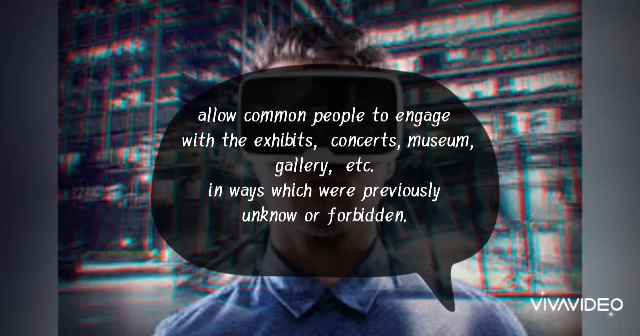 allow common people to engage
with the exhibits, concerts, museum,
gallery, etc.
in ways which were previously
unknow or forbidden.
VIVAVIDEO